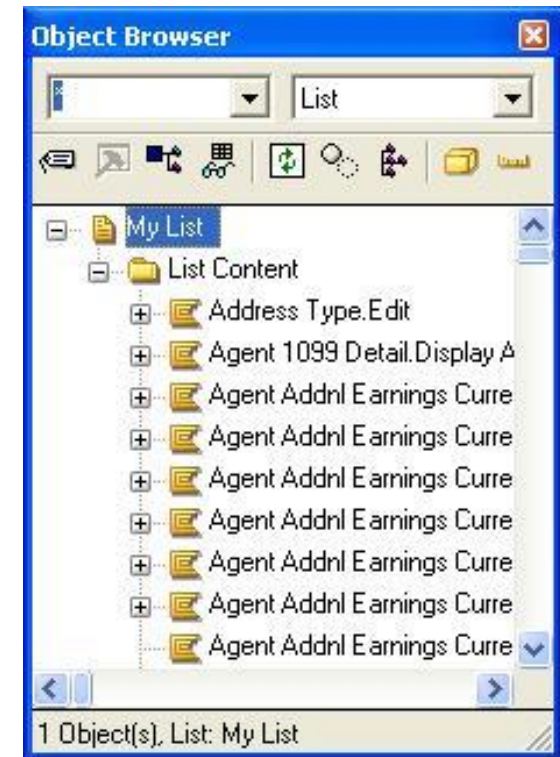 Object Browser
*
List
My List
List Content
Address Type.Edit
Agent 1099 Detail.Display A
Agent Addnl Earnings Curre
Agent Addnl Earnings Curre
Agent Addnl Earnings Curre
Agent Addnl Earnings Curre
Agent Addnl Earnings Curre
Agent Addnl Earnings Curre
Agent Addnl Earnings Curre
1 Object(s), List: My List